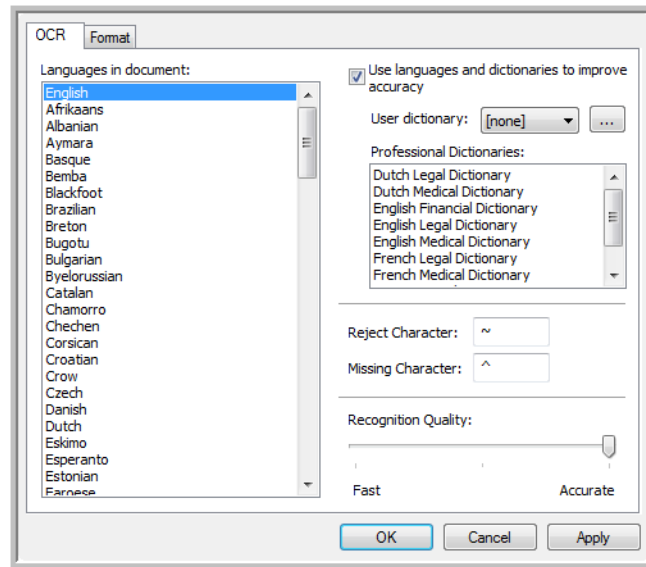 OCR
Format
Languages in document:
English
Afrikaans
Albanian
Aymara
Basque
Bemba
Blackfoot
Brazilian
Breton
Bugotu
Bulgarian
Byelorussian
Catalan
Chamorro
Chechen
Corsican
Croatian
Crow
Czech
Danish
Dutch
Eskimo
Esperanto
Estonian
Faroese
Use languages and dictionaries to improve
accuracy
User dictionary: [none] ...
Professional Dictionaries:
Dutch Legal Dictionary
Dutch Medical Dictionary
English Financial Dictionary
English Legal Dictionary
English Medical Dictionary
French Legal Dictionary
French Medical Dictionary
Reject Character: ~
Missing Character: ^
Recognition Quality:
Fast Accurate
OK Cancel Apply